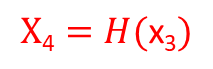 X₄ = H(x₃)